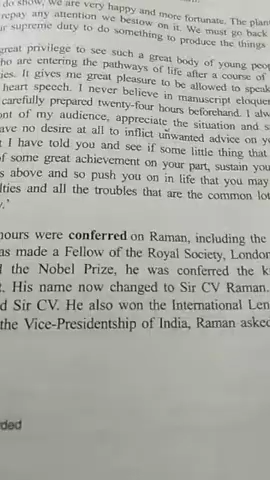 do show, we are very happy and more fortunate. The plan
repay any attention we bestow on it. We must go back
ur supreme duty to do something to produce the things
great privilege to see such a great body of young peop
ho are entering the pathways of life after a course of
ies. It gives me great pleasure to be allowed to speak
heart speech. I never believe in manuscript eloquen
carefully prepared twenty-four hours beforehand. I alw
ont of my audience, appreciate the situation and s
ave no desire at all to inflict unwanted advice on yo
t I have told you and see if some little thing that
of some great achievement on your part, sustain you
s above and so push you on in life that you may
lties and all the troubles that are the common lot
.'
hours were conferred on Raman, including the
as made a Fellow of the Royal Society, London
d the Nobel Prize, he was conferred the k
t. His name now changed to Sir CV Raman.
d Sir CV. He also won the International Len
the Vice-Presidentship of India, Raman asked
ded